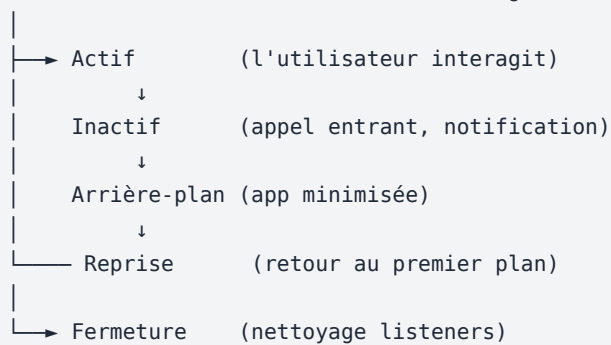 │
├──► Actif        (l'utilisateur interagit)
│        ↓
│    Inactif      (appel entrant, notification)
│        ↓
│    Arrière-plan (app minimisée)
│        ↓
└──── Reprise      (retour au premier plan)
│
└──► Fermeture    (nettoyage listeners)